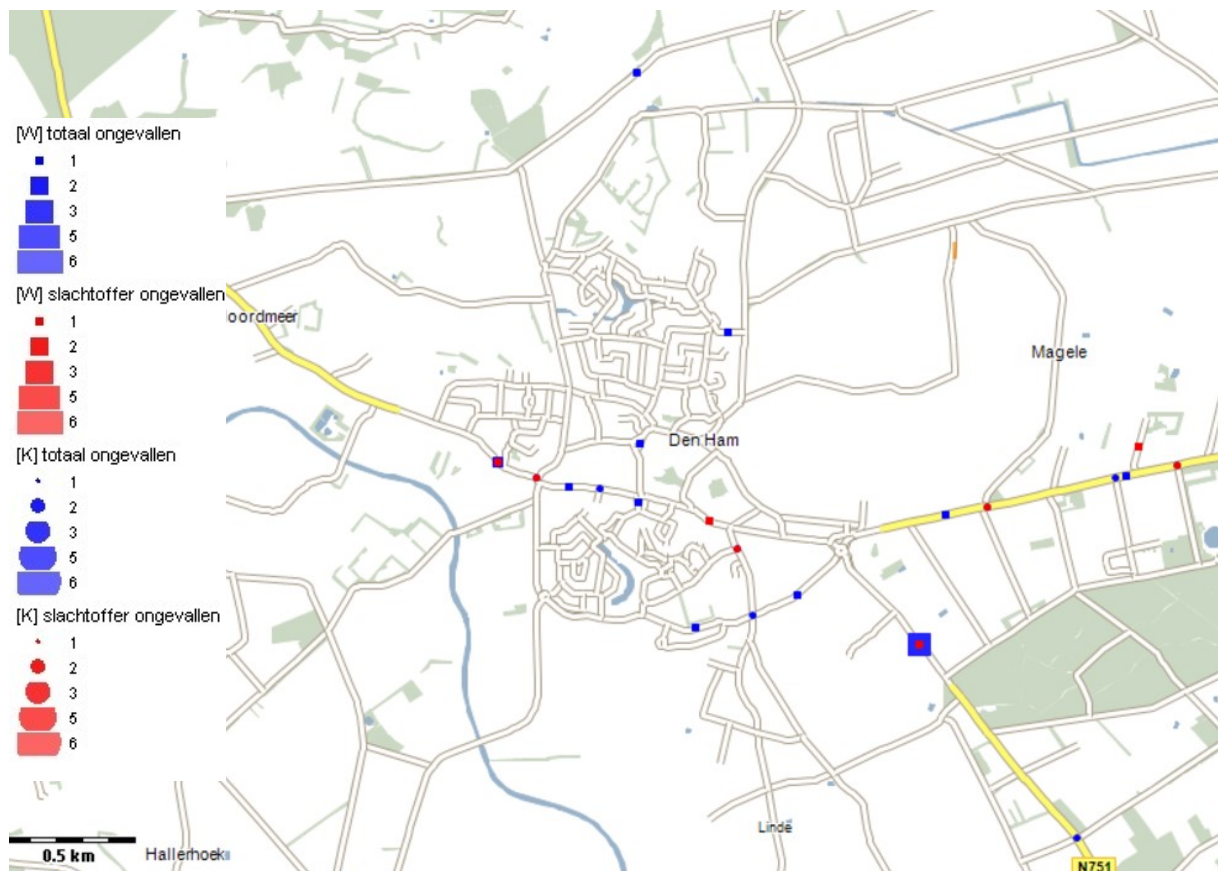 [W] totaal ongevallen
1
2
3
5
6
[W] slachtoffer ongevallen
1
2
3
5
6
[K] totaal ongevallen
1
2
3
5
6
[K] slachtoffer ongevallen
1
2
3
5
6
oordmeer
Magele
Den Ham
Linde
0.5 km
Hallerhoek
N751